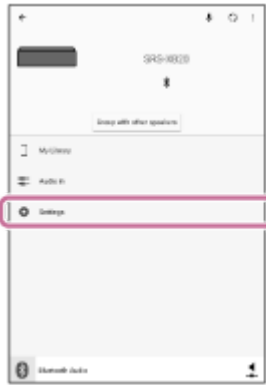 SRS-XB20
Group with other speakers
My Library
Audio In
Settings
Bluetooth Audio